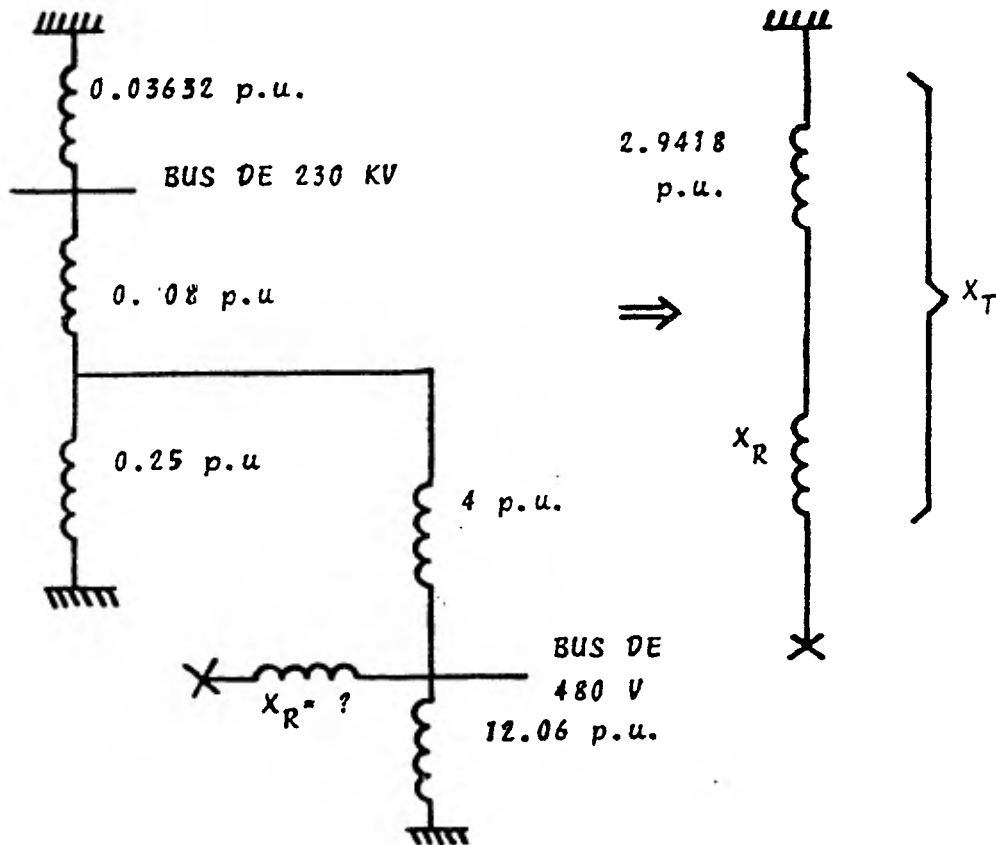 0.03632 p.u.
BUS DE 230 KV
0.08 p.u
0.25 p.u
4 p.u.
BUS DE
480 V
X_R= ?
12.06 p.u.
2.9418
p.u.
X_R
X_T